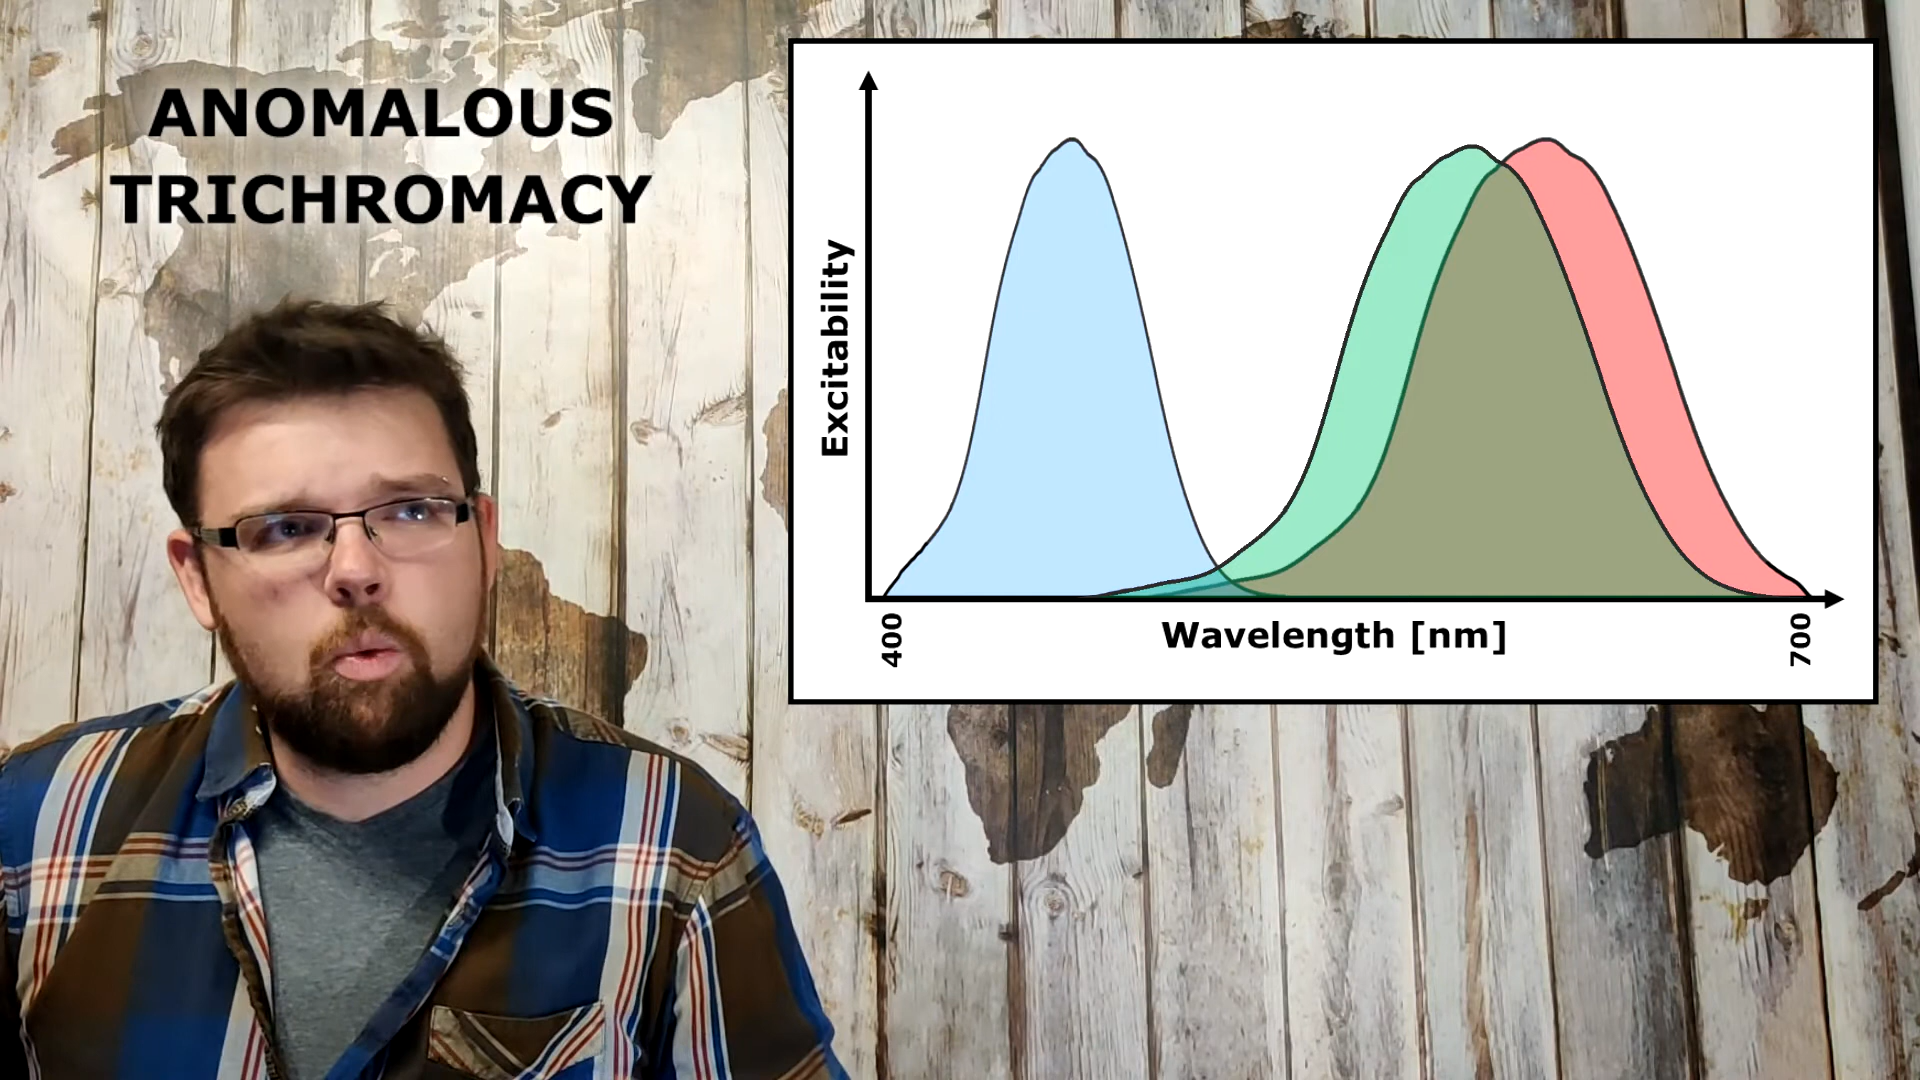 ANOMALOUS
TRICHROMACY
Excitability
400
Wavelength [nm]
700